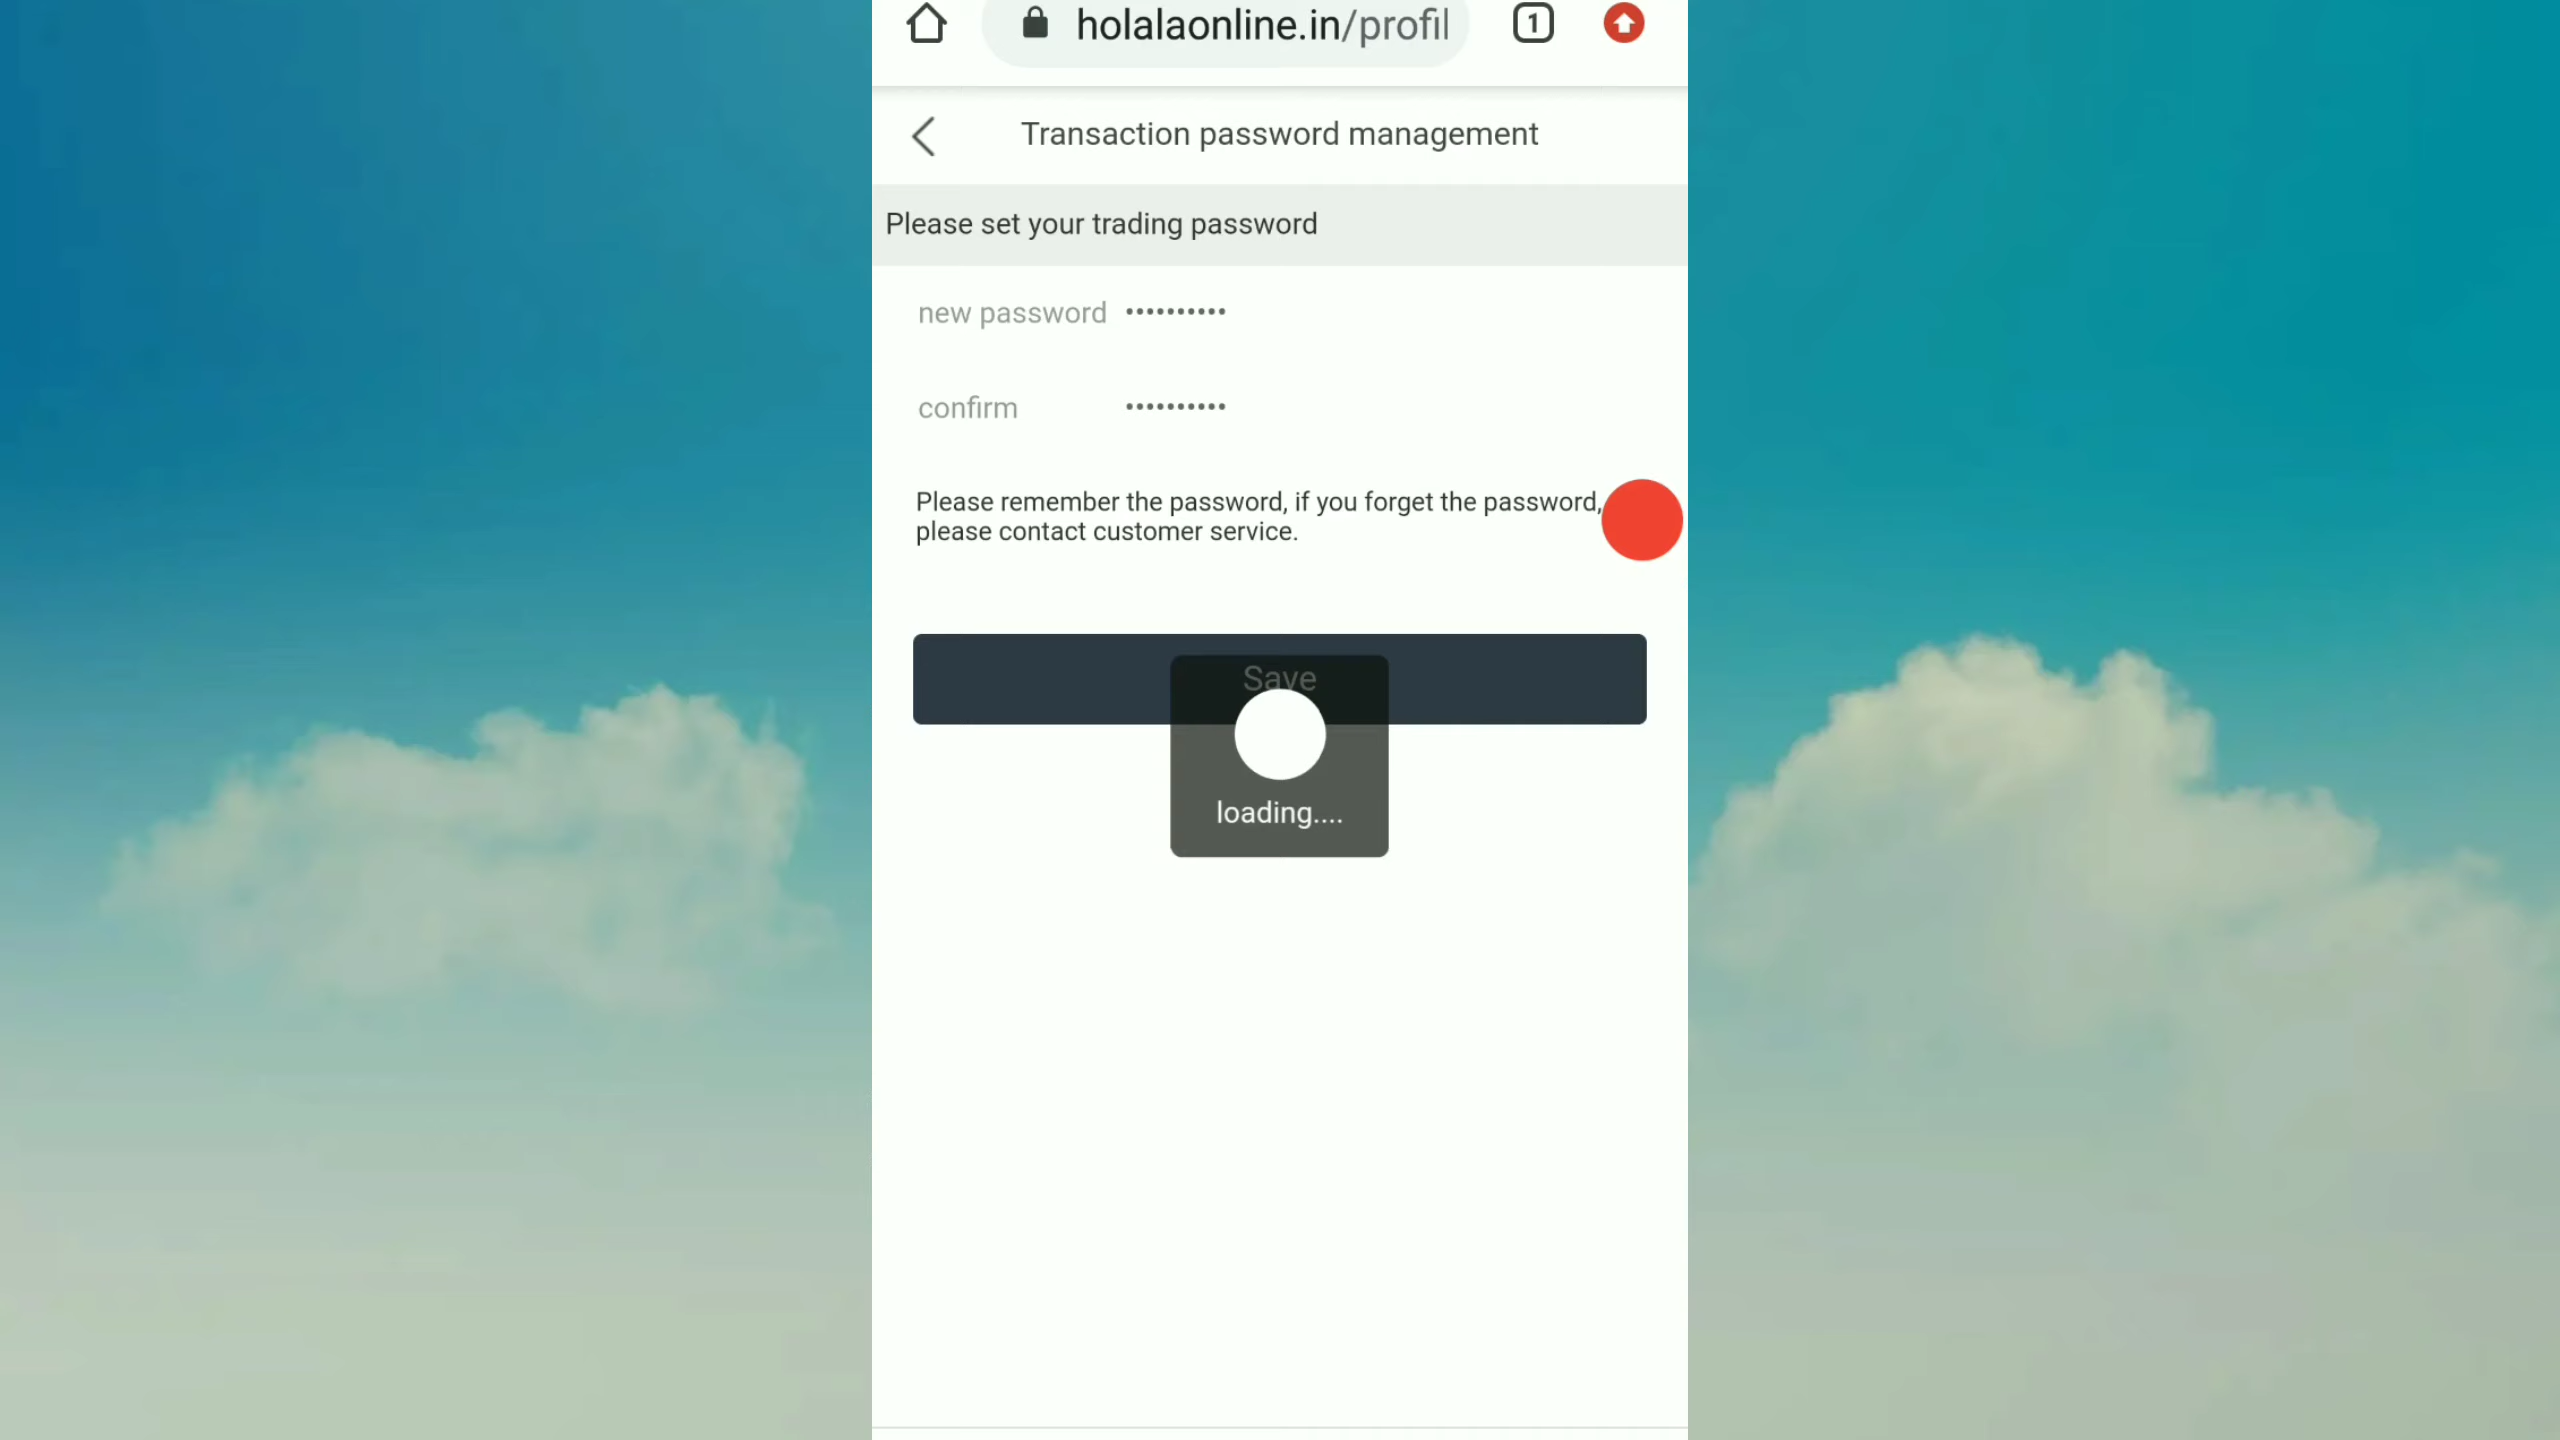 holalaonline.in/profil
1
Transaction password management
Please set your trading password
new password ••••••••••
confirm ••••••••••
Please remember the password, if you forget the password,
please contact customer service.
Save
loading....